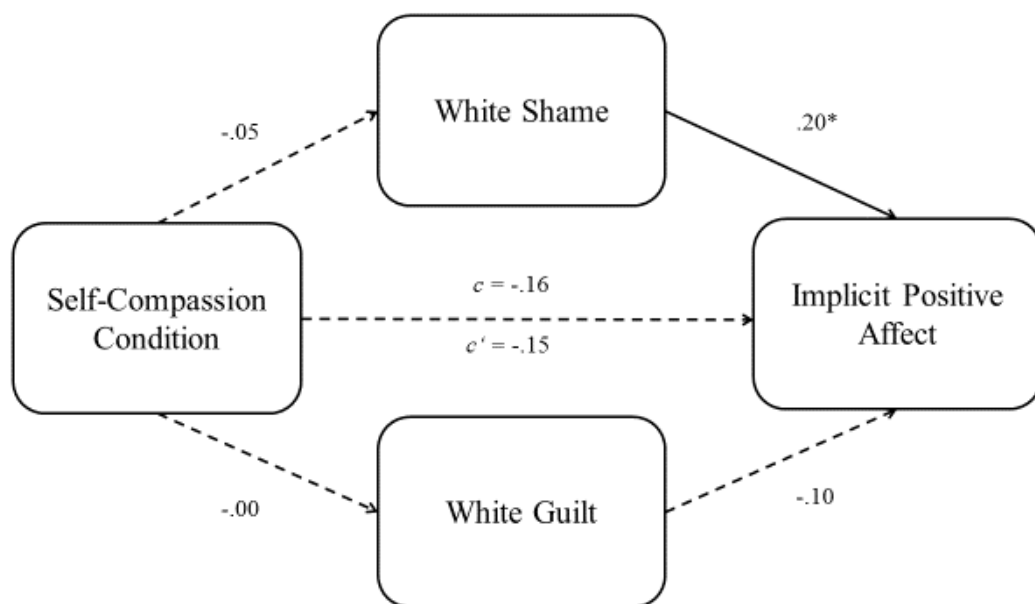 White Shame
-.05
.20*
Self-Compassion
Condition
c = -.16
c‘ = -.15
Implicit Positive
Affect
-.00
White Guilt
-.10